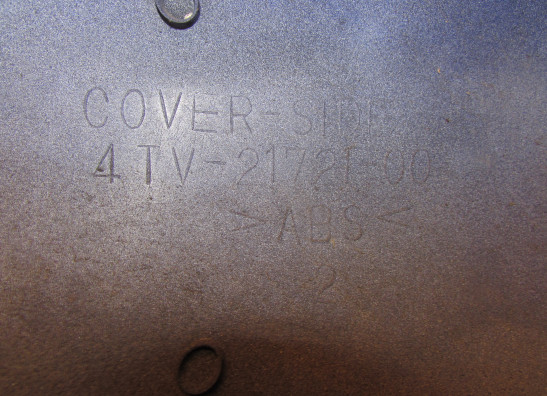 COVER-SIDE
4TV-21721-00
>ABS<
2